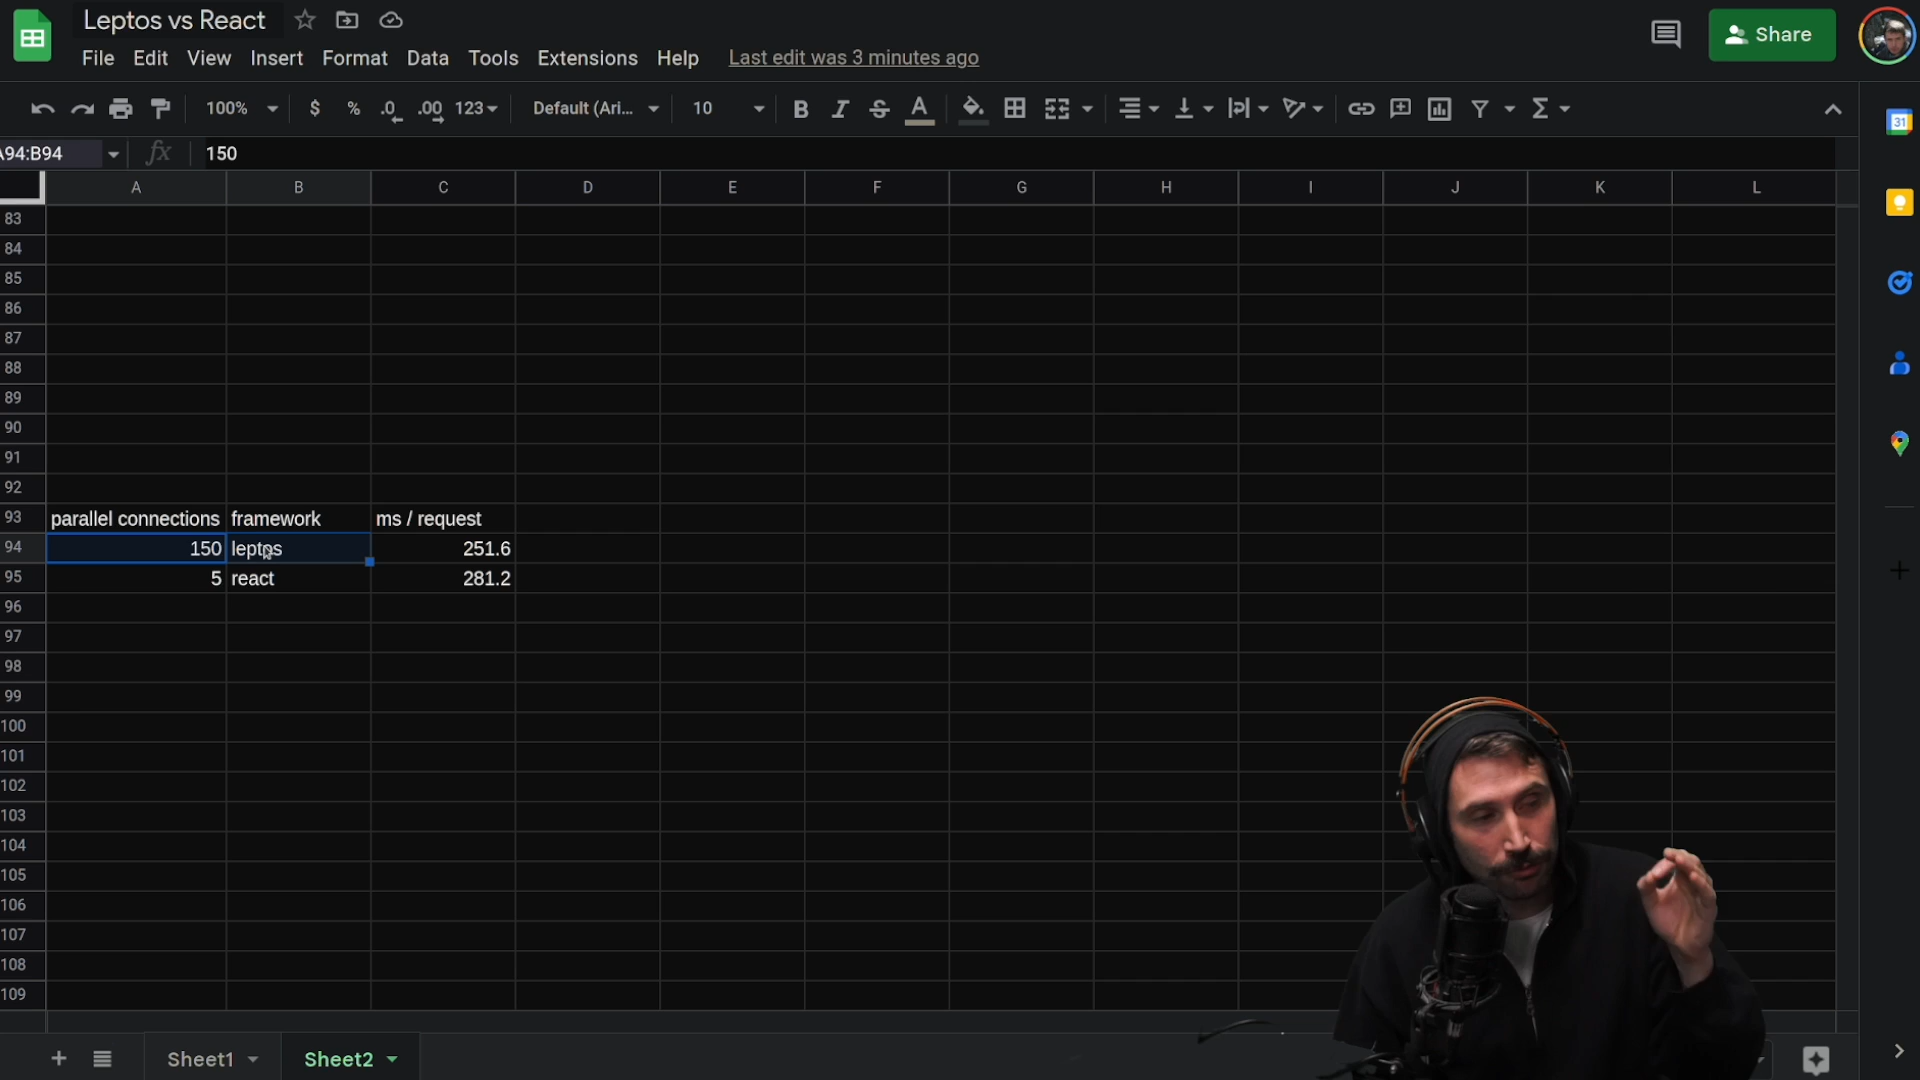 Leptos vs React
File Edit View Insert Format Data Tools Extensions Help Last edit was 3 minutes ago
Share
100% $ % .0 .00 123 Default (Ari... 10 B I S A
A94:B94 fx 150
31
A B C D E F G H I J K L
83
84
85
86
87
88
89
90
91
92
93 parallel connections framework ms / request
94 150 leptos 251.6
95 5 react 281.2
96
97
98
99
100
101
102
103
104
105
106
107
108
109
Sheet1 Sheet2